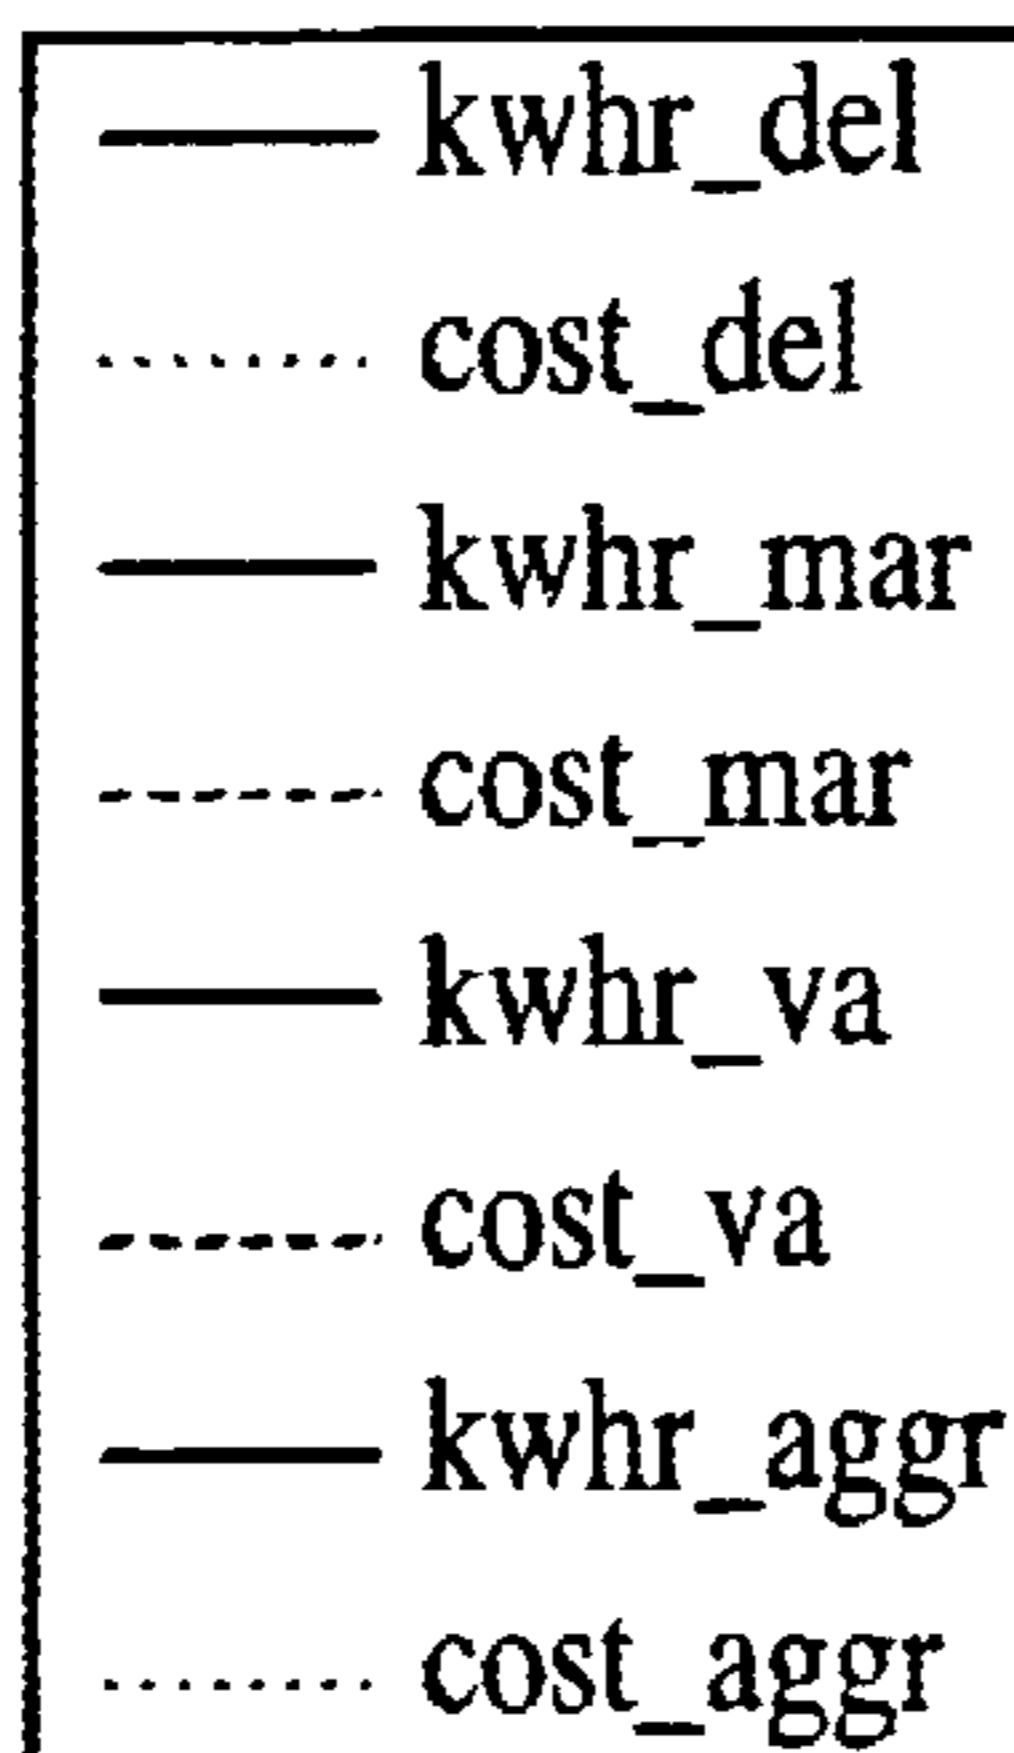 kwhr_del
cost_del
kwhr_mar
cost_mar
kwhr_va
cost_va
kwhr_aggr
cost_aggr